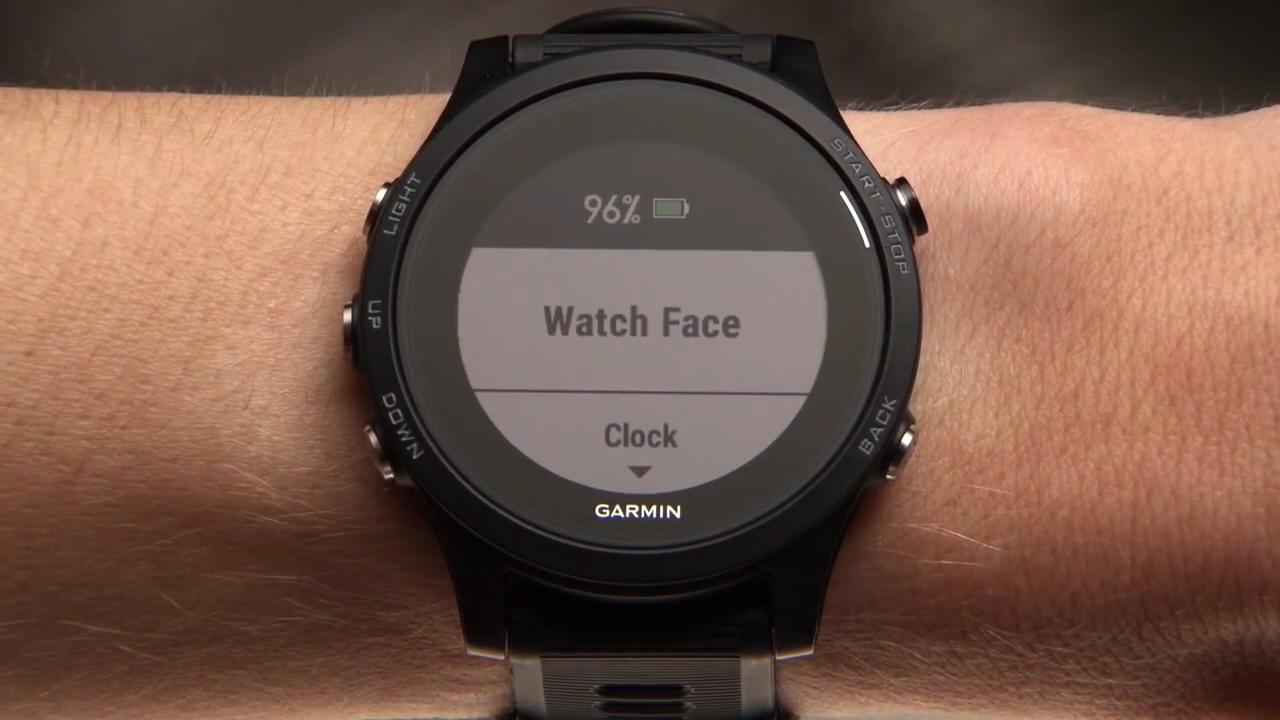 LIGHT
START·STOP
96%
UP
Watch Face
DOWN
BACK
Clock
GARMIN